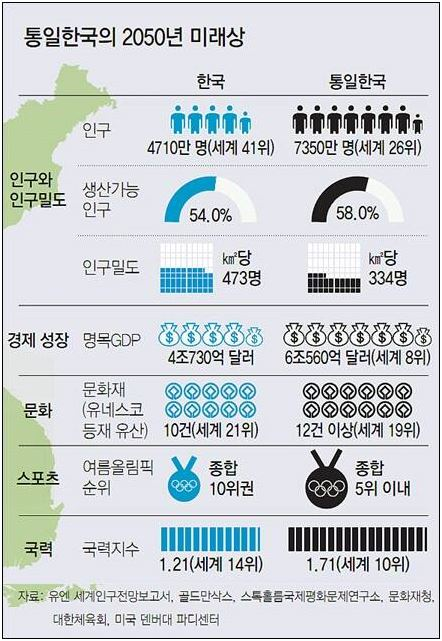 통일한국의 2050년 미래상
한국 통일한국
인구와 인구밀도
인구
4710만 명(세계 41위) 7350만 명(세계 26위)
생산가능 인구
54.0% 58.0%
인구밀도
㎢당 473명 ㎢당 334명
경제 성장 명목GDP
4조730억 달러 6조560억 달러(세계 8위)
문화
문화재
(유네스코
등재 유산)
10건(세계 21위) 12건 이상(세계 19위)
스포츠
여름올림픽
순위
종합 10위권 종합 5위 이내
국력 국력지수
1.21(세계 14위) 1.71(세계 10위)
자료: 유엔 세계인구전망보고서, 골드만삭스, 스톡홀름국제평화문제연구소, 문화재청,
대한체육회, 미국 덴버대 파디센터